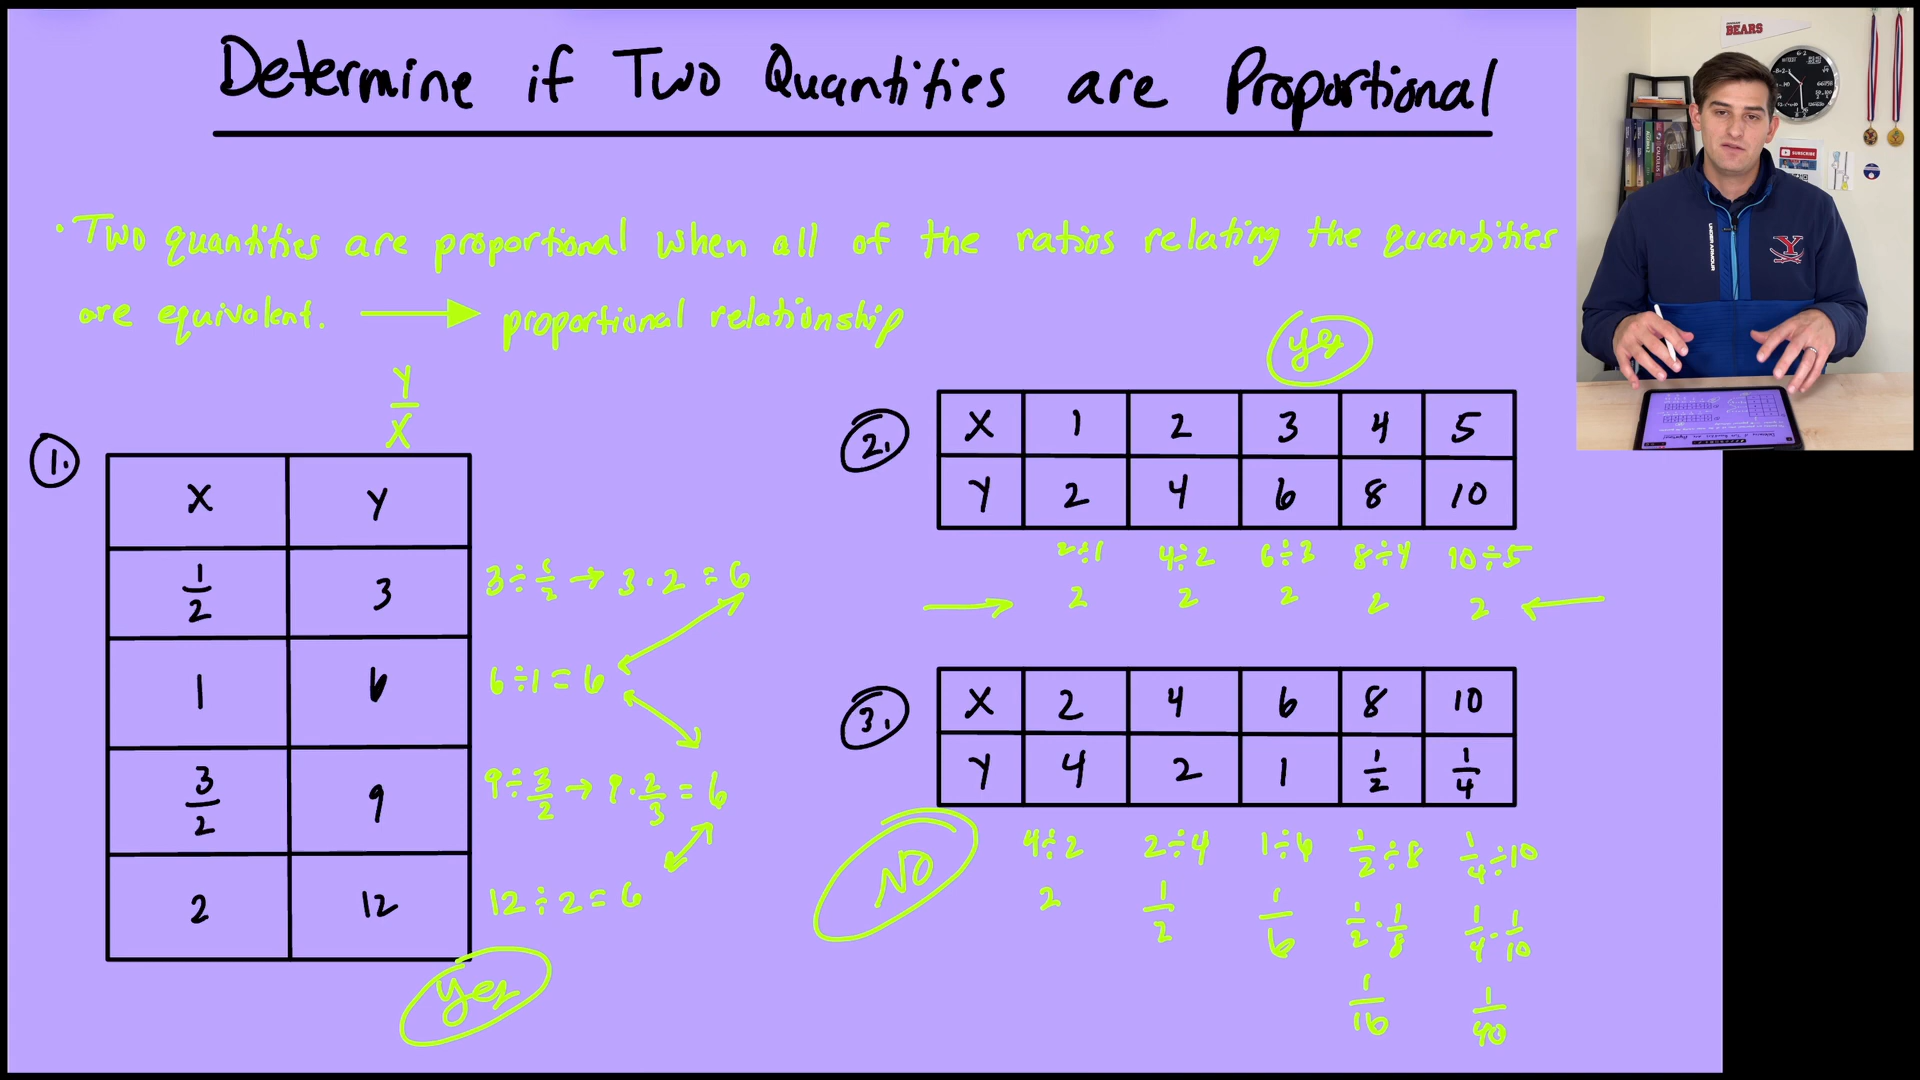 Determine if Two Quantities are Proportional
BEARS
• Two quantities are proportional when all of the ratios relating the quantities
are equivalent. → proportional relationship
Y/X
1.
X Y
1/2 3 3÷1/2 → 3·2 = 6
1 6 6÷1 = 6
3/2 9 9÷3/2 → 9·2/3 = 6
2 12 12÷2 = 6
Yes
Yes
2.
X 1 2 3 4 5
Y 2 4 6 8 10
2÷1 4÷2 6÷3 8÷4 10÷5
→ 2 2 2 2 2 ←
3.
X 2 4 6 8 10
Y 4 2 1 1/2 1/4
NO
4÷2 2÷4 1÷6 1/2÷8 1/4÷10
2 1/2 1/6 1/2·1/8 1/4·1/10
1/16 1/40
SUBSCRIBE
UNDER ARMOUR
Y